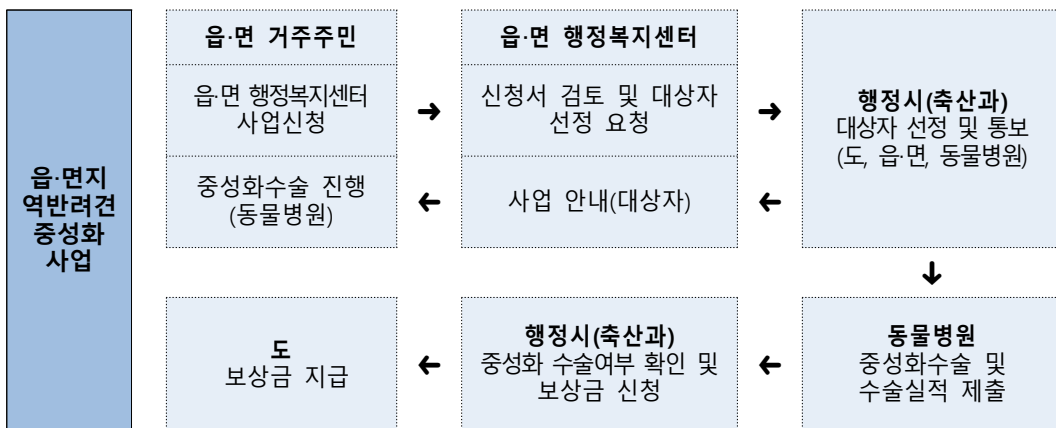 읍·면지
역반려견
중성화
사업
읍·면 거주주민
읍·면 행정복지센터
읍·면 행정복지센터
사업신청
➜
신청서 검토 및 대상자
선정 요청
➜
행정시(축산과)
대상자 선정 및 통보
(도, 읍·면, 동물병원)
중성화수술 진행
(동물병원)
←
사업 안내(대상자)
←
↓
도
보상금 지급
←
행정시(축산과)
중성화 수술여부 확인 및
보상금 신청
←
동물병원
중성화수술 및
수술실적 제출